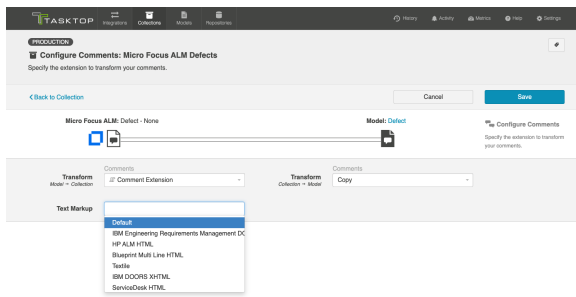 TASKTOP
Integrations
Collections
Models
Repositories
History
Activity
Metrics
Help
Settings
PRODUCTION
Configure Comments: Micro Focus ALM Defects
Specify the extension to transform your comments.
Back to Collection
Cancel
Save
Micro Focus ALM: Defect - None
Model: Defect
Configure Comments
Specify the extension to transform
your comments.
Comments
Transform
Model → Collection
Comment Extension
Comments
Transform
Collection → Model
Copy
Text Markup
Default
IBM Engineering Requirements Management DO
HP ALM HTML
Blueprint Multi Line HTML
Textile
IBM DOORS XHTML
ServiceDesk HTML